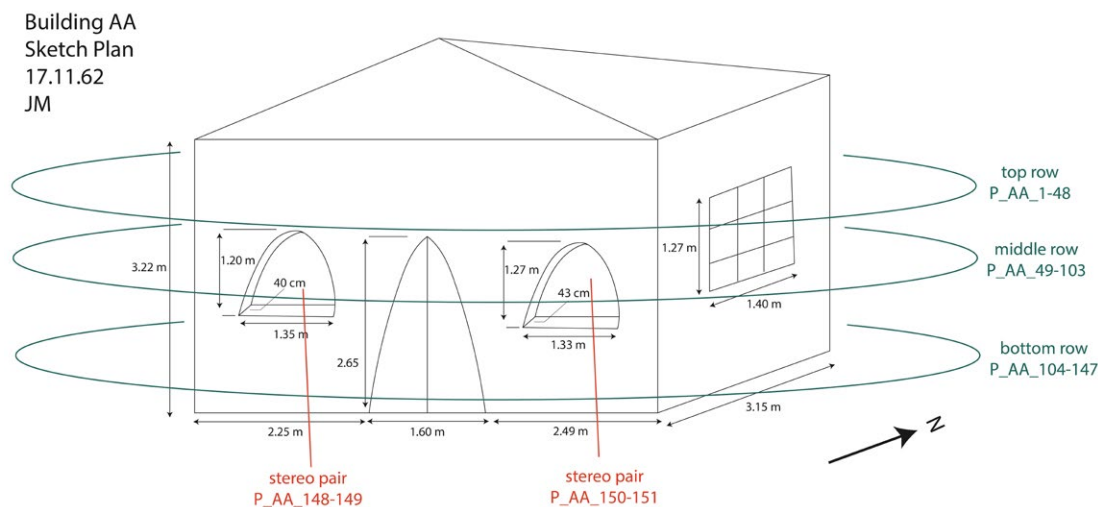 Building AA
Sketch Plan
17.11.62
JM
top row
P_AA_1-48
middle row
P_AA_49-103
bottom row
P_AA_104-147
3.22 m
1.20 m
40 cm
1.35 m
2.65
1.27 m
43 cm
1.33 m
1.27 m
1.40 m
3.15 m
2.25 m
1.60 m
2.49 m
N
stereo pair
P_AA_148-149
stereo pair
P_AA_150-151